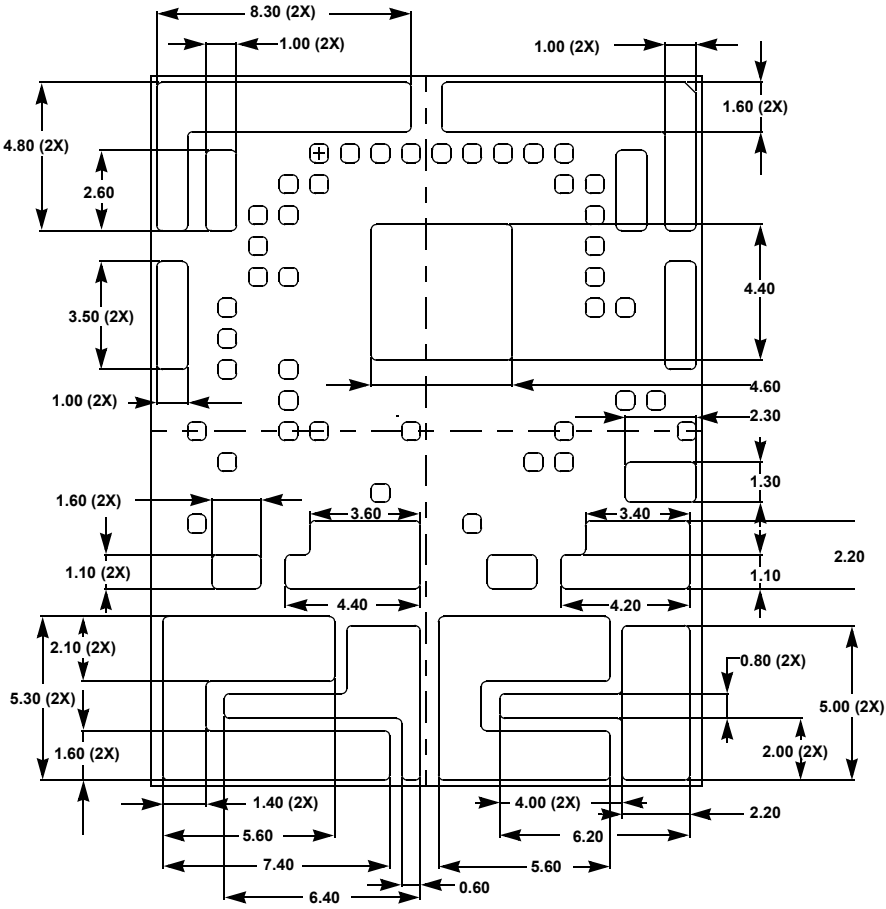 8.30 (2X)
1.00 (2X)
1.00 (2X)
1.60 (2X)
4.80 (2X)
2.60
4.40
3.50 (2X)
4.60
1.00 (2X)
2.30
1.30
1.60 (2X)
3.60
3.40
2.20
1.10 (2X)
1.10
4.40
4.20
2.10 (2X)
0.80 (2X)
5.30 (2X)
5.00 (2X)
1.60 (2X)
2.00 (2X)
1.40 (2X)
4.00 (2X)
2.20
5.60
6.20
7.40
5.60
0.60
6.40